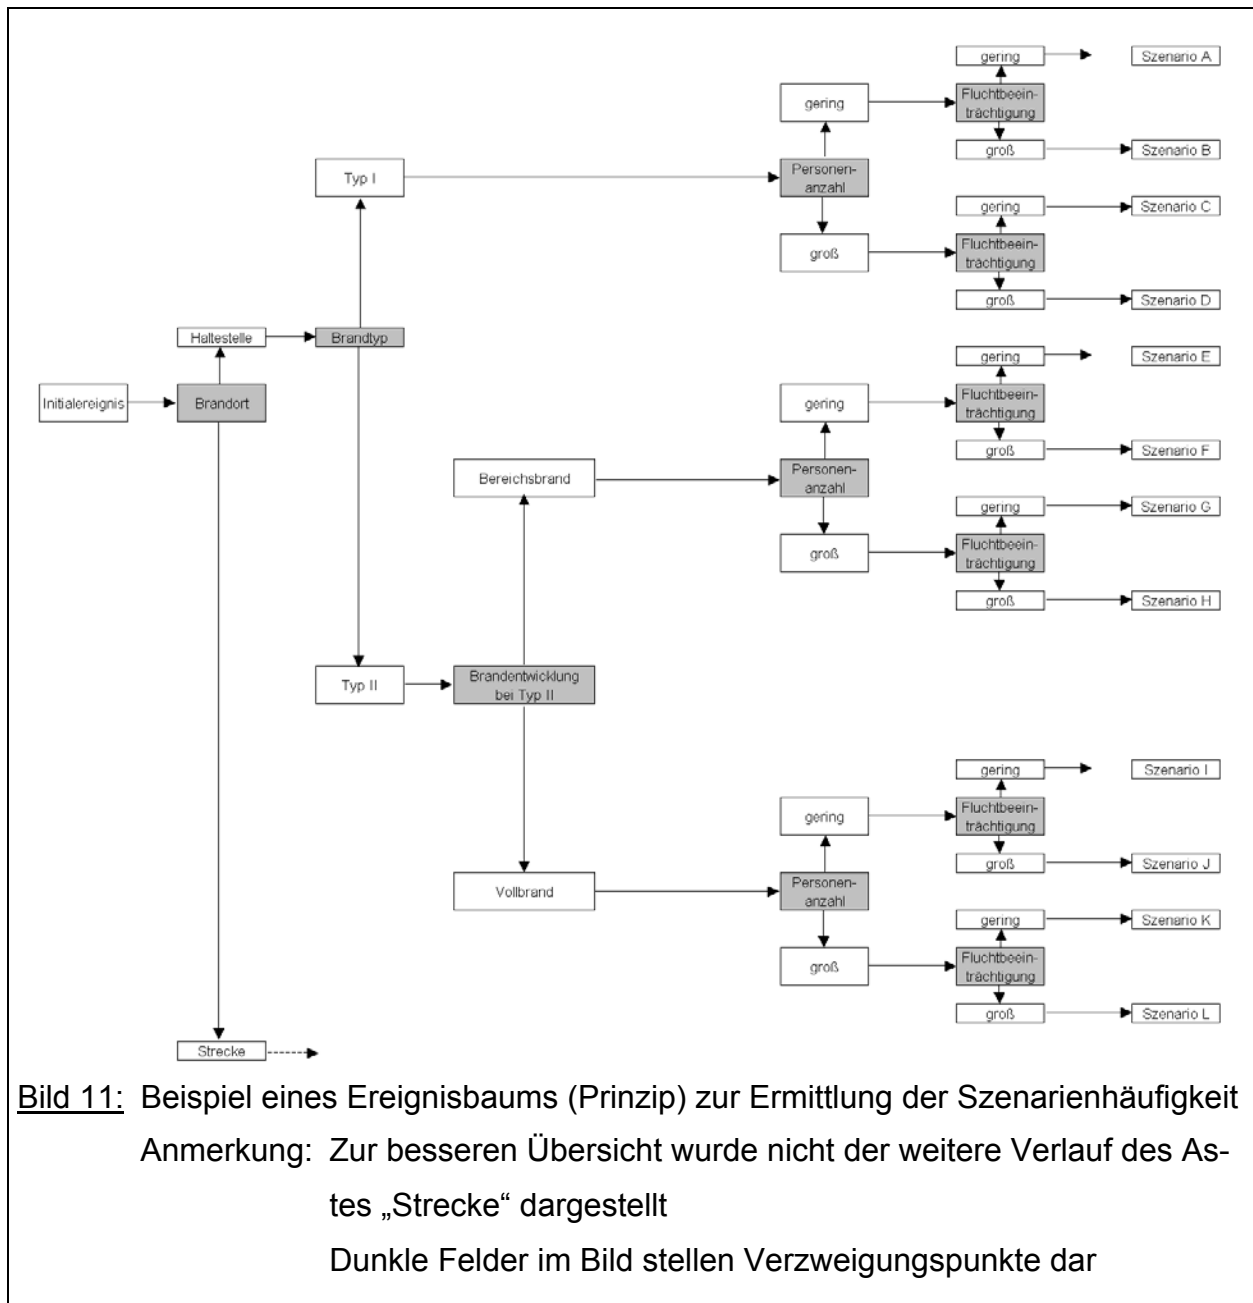 gering
Szenario A
Fluchtbeein-
trächtigung
gering
groß
Szenario B
Typ I
Personen-
anzahl
gering
Szenario C
groß
Fluchtbeein-
trächtigung
groß
Szenario D
Haltestelle
Brandtyp
gering
Szenario E
Initialereignis
Brandort
gering
Fluchtbeein-
trächtigung
groß
Szenario F
Bereichsbrand
Personen-
anzahl
gering
Szenario G
groß
Fluchtbeein-
trächtigung
groß
Szenario H
Typ II
Brandentwicklung
bei Typ II
gering
Szenario I
gering
Fluchtbeein-
trächtigung
groß
Szenario J
Vollbrand
Personen-
anzahl
gering
Szenario K
groß
Fluchtbeein-
trächtigung
groß
Szenario L
Strecke
Bild 11: Beispiel eines Ereignisbaums (Prinzip) zur Ermittlung der Szenarienhäufigkeit
Anmerkung: Zur besseren Übersicht wurde nicht der weitere Verlauf des As-
tes „Strecke“ dargestellt
Dunkle Felder im Bild stellen Verzweigungspunkte dar